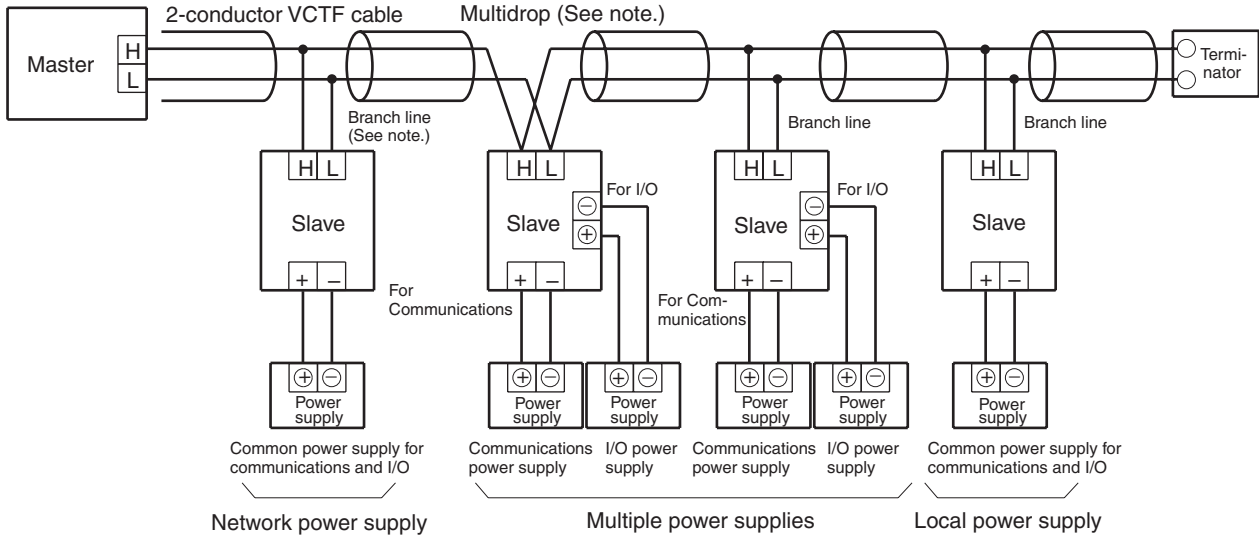 2-conductor VCTF cable
Multidrop (See note.)
Master
H
L
Termi-
nator
Branch line
(See note.)
Branch line
Branch line
H L
H L
H L
H L
For I/O
For I/O
Slave
Slave
Slave
Slave
−
+
−
+
+ −
+ −
+ −
+ −
For
Communications
For Com-
munications
+ −
+ −
+ −
+ −
+ −
+ −
Power
supply
Power
supply
Power
supply
Power
supply
Power
supply
Power
supply
Common power supply for
communications and I/O
Communications
power supply
I/O power
supply
Communications
power supply
I/O power
supply
Common power supply for
communications and I/O
Network power supply
Multiple power supplies
Local power supply